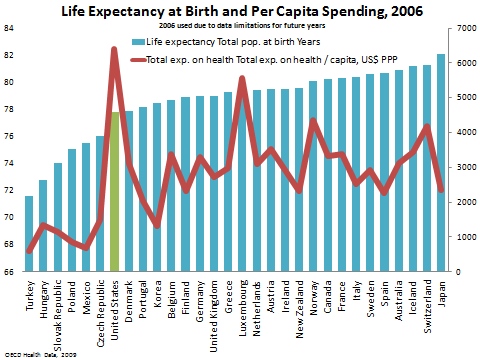 Life Expectancy at Birth and Per Capita Spending, 2006
2006 used due to data limitations for future years
84
82
80
78
76
74
72
70
68
66
7000
6000
5000
4000
3000
2000
1000
0
Life expectancy Total pop. at birth Years
Total exp. on health Total exp. on health / capita, US$ PPP
Turkey
Hungary
Slovak Republic
Poland
Mexico
Czech Republic
United States
Denmark
Portugal
Korea
Belgium
Finland
Germany
United Kingdom
Greece
Luxembourg
Netherlands
Austria
Ireland
New Zealand
Norway
Canada
France
Italy
Sweden
Spain
Australia
Iceland
Switzerland
Japan
OECD Health Data, 2009